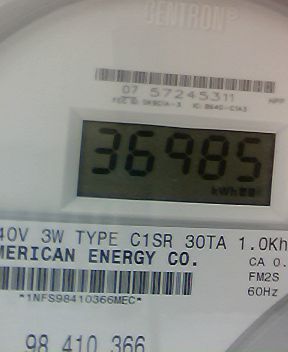 CENTRON®
07 57245311
36985
kWh
40V 3W TYPE C1SR 30TA 1.0Kh
MERICAN ENERGY CO.
CA 0.
FM2S
*1NFS98410366MEC*
60Hz
98 410 366